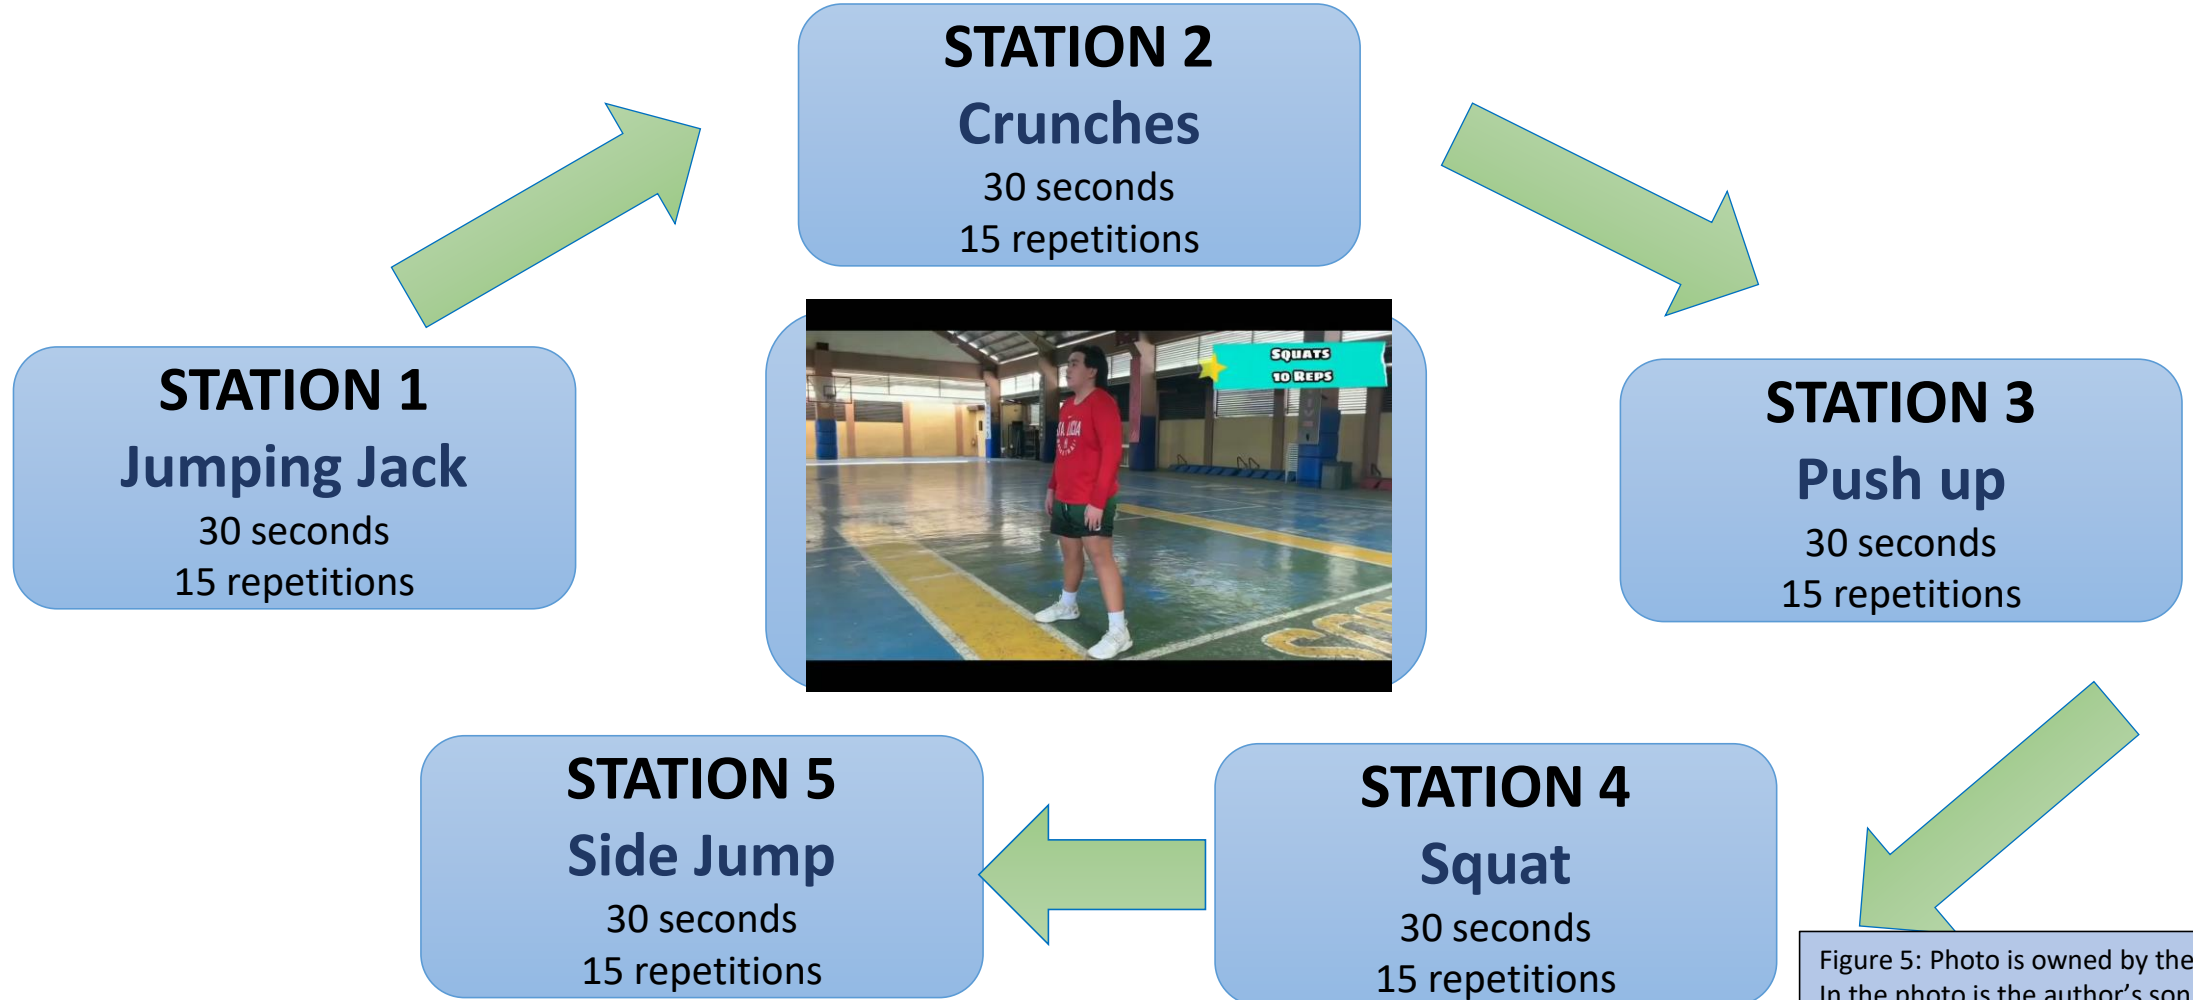 STATION 2
Crunches
30 seconds
15 repetitions
STATION 1
Jumping Jack
30 seconds
15 repetitions
SQUATS
10 REPS
STATION 3
Push up
30 seconds
15 repetitions
STATION 5
Side Jump
30 seconds
15 repetitions
STATION 4
Squat
30 seconds
15 repetitions
Figure 5: Photo is owned by the
In the photo is the author's son